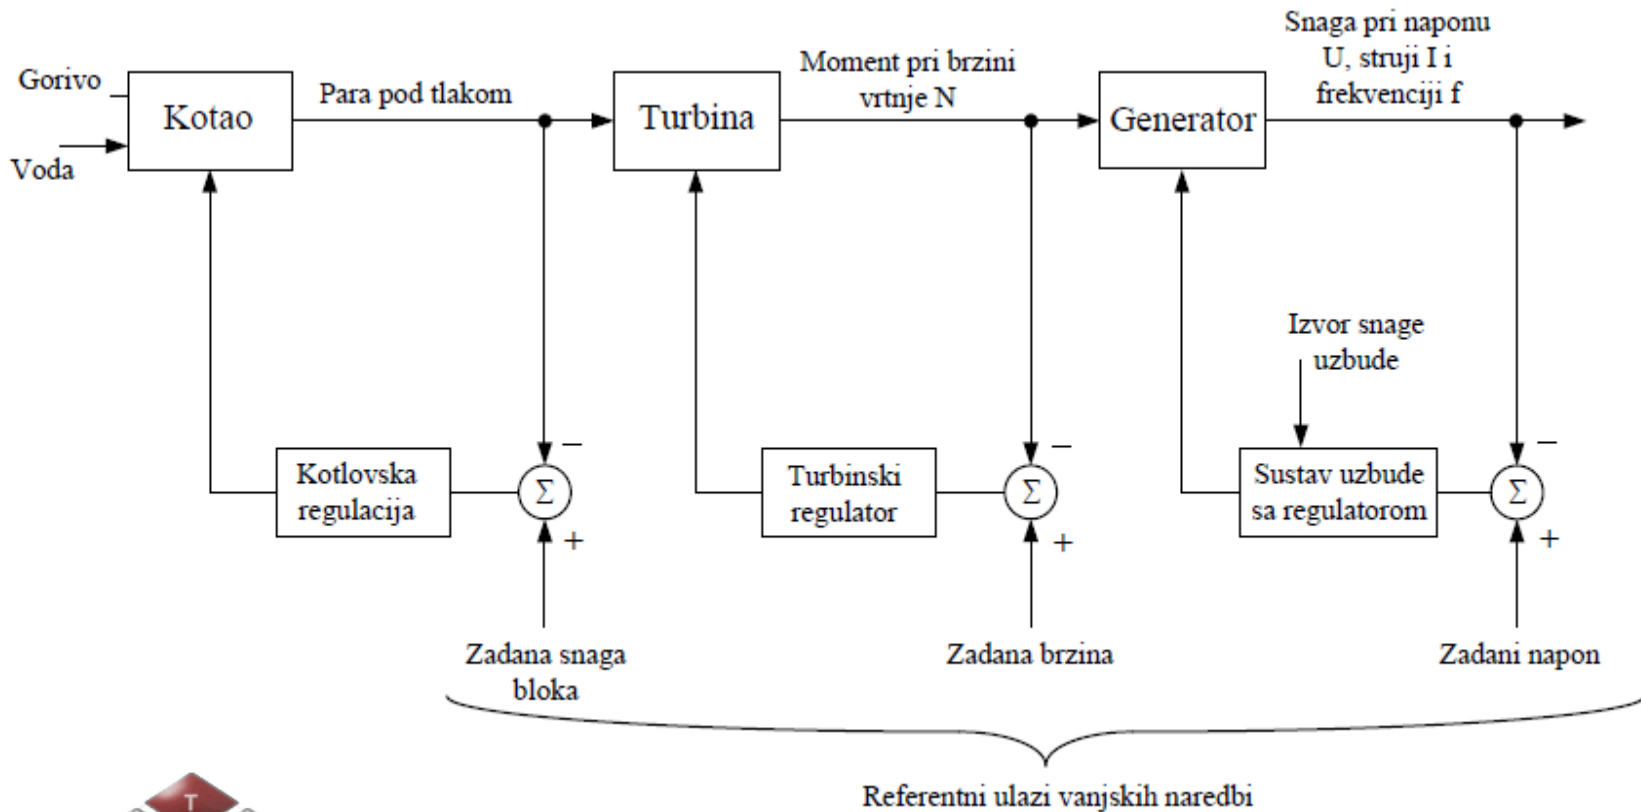 Snaga pri naponu
U, struji I i
frekvenciji f
Gorivo
Para pod tlakom
Moment pri brzini
vrtnje N
Kotao
Turbina
Generator
Voda
Izvor snage
uzbude
−
−
−
Kotlovska
regulacija
Σ
Turbinski
regulator
Σ
Sustav uzbude
sa regulatorom
Σ
+
+
+
Zadana snaga
bloka
Zadana brzina
Zadani napon
Referentni ulazi vanjskih naredbi
T